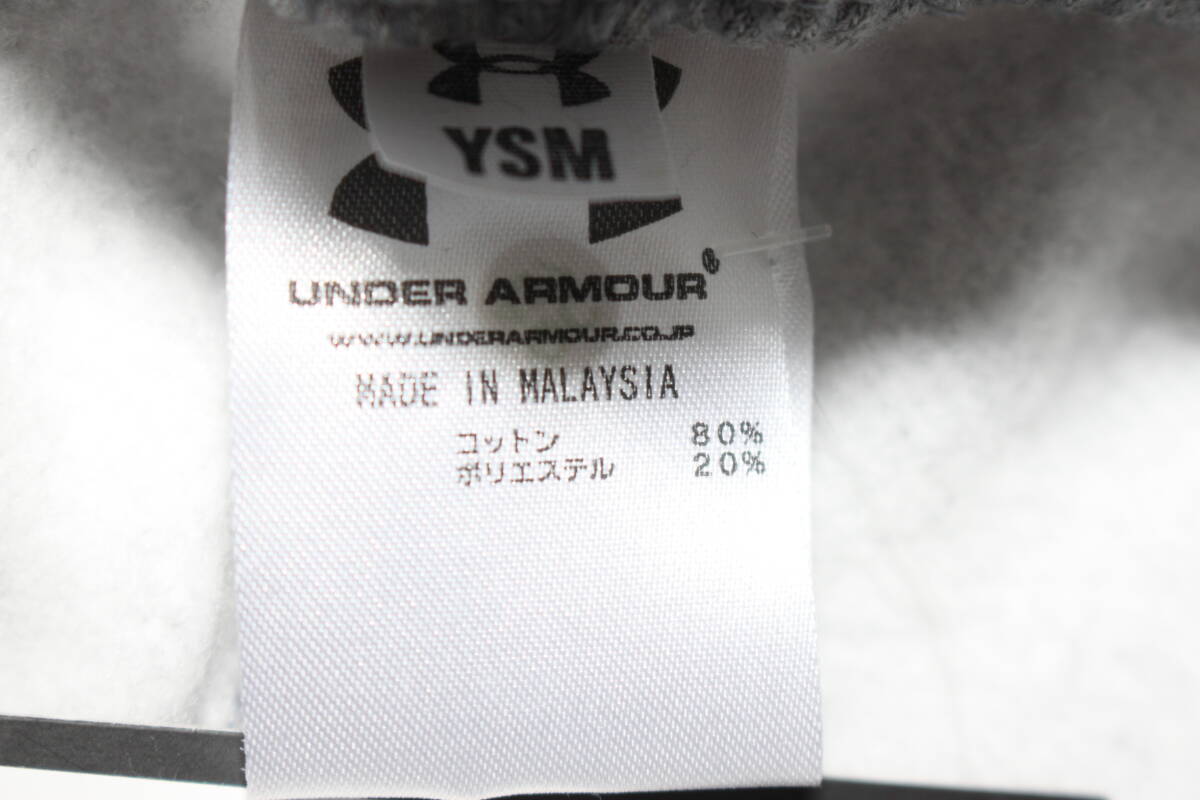 YSM
UNDER ARMOUR®
WWW.UNDERARMOUR.CO.JP
MADE IN MALAYSIA
コットン 80%
ポリエステル 20%